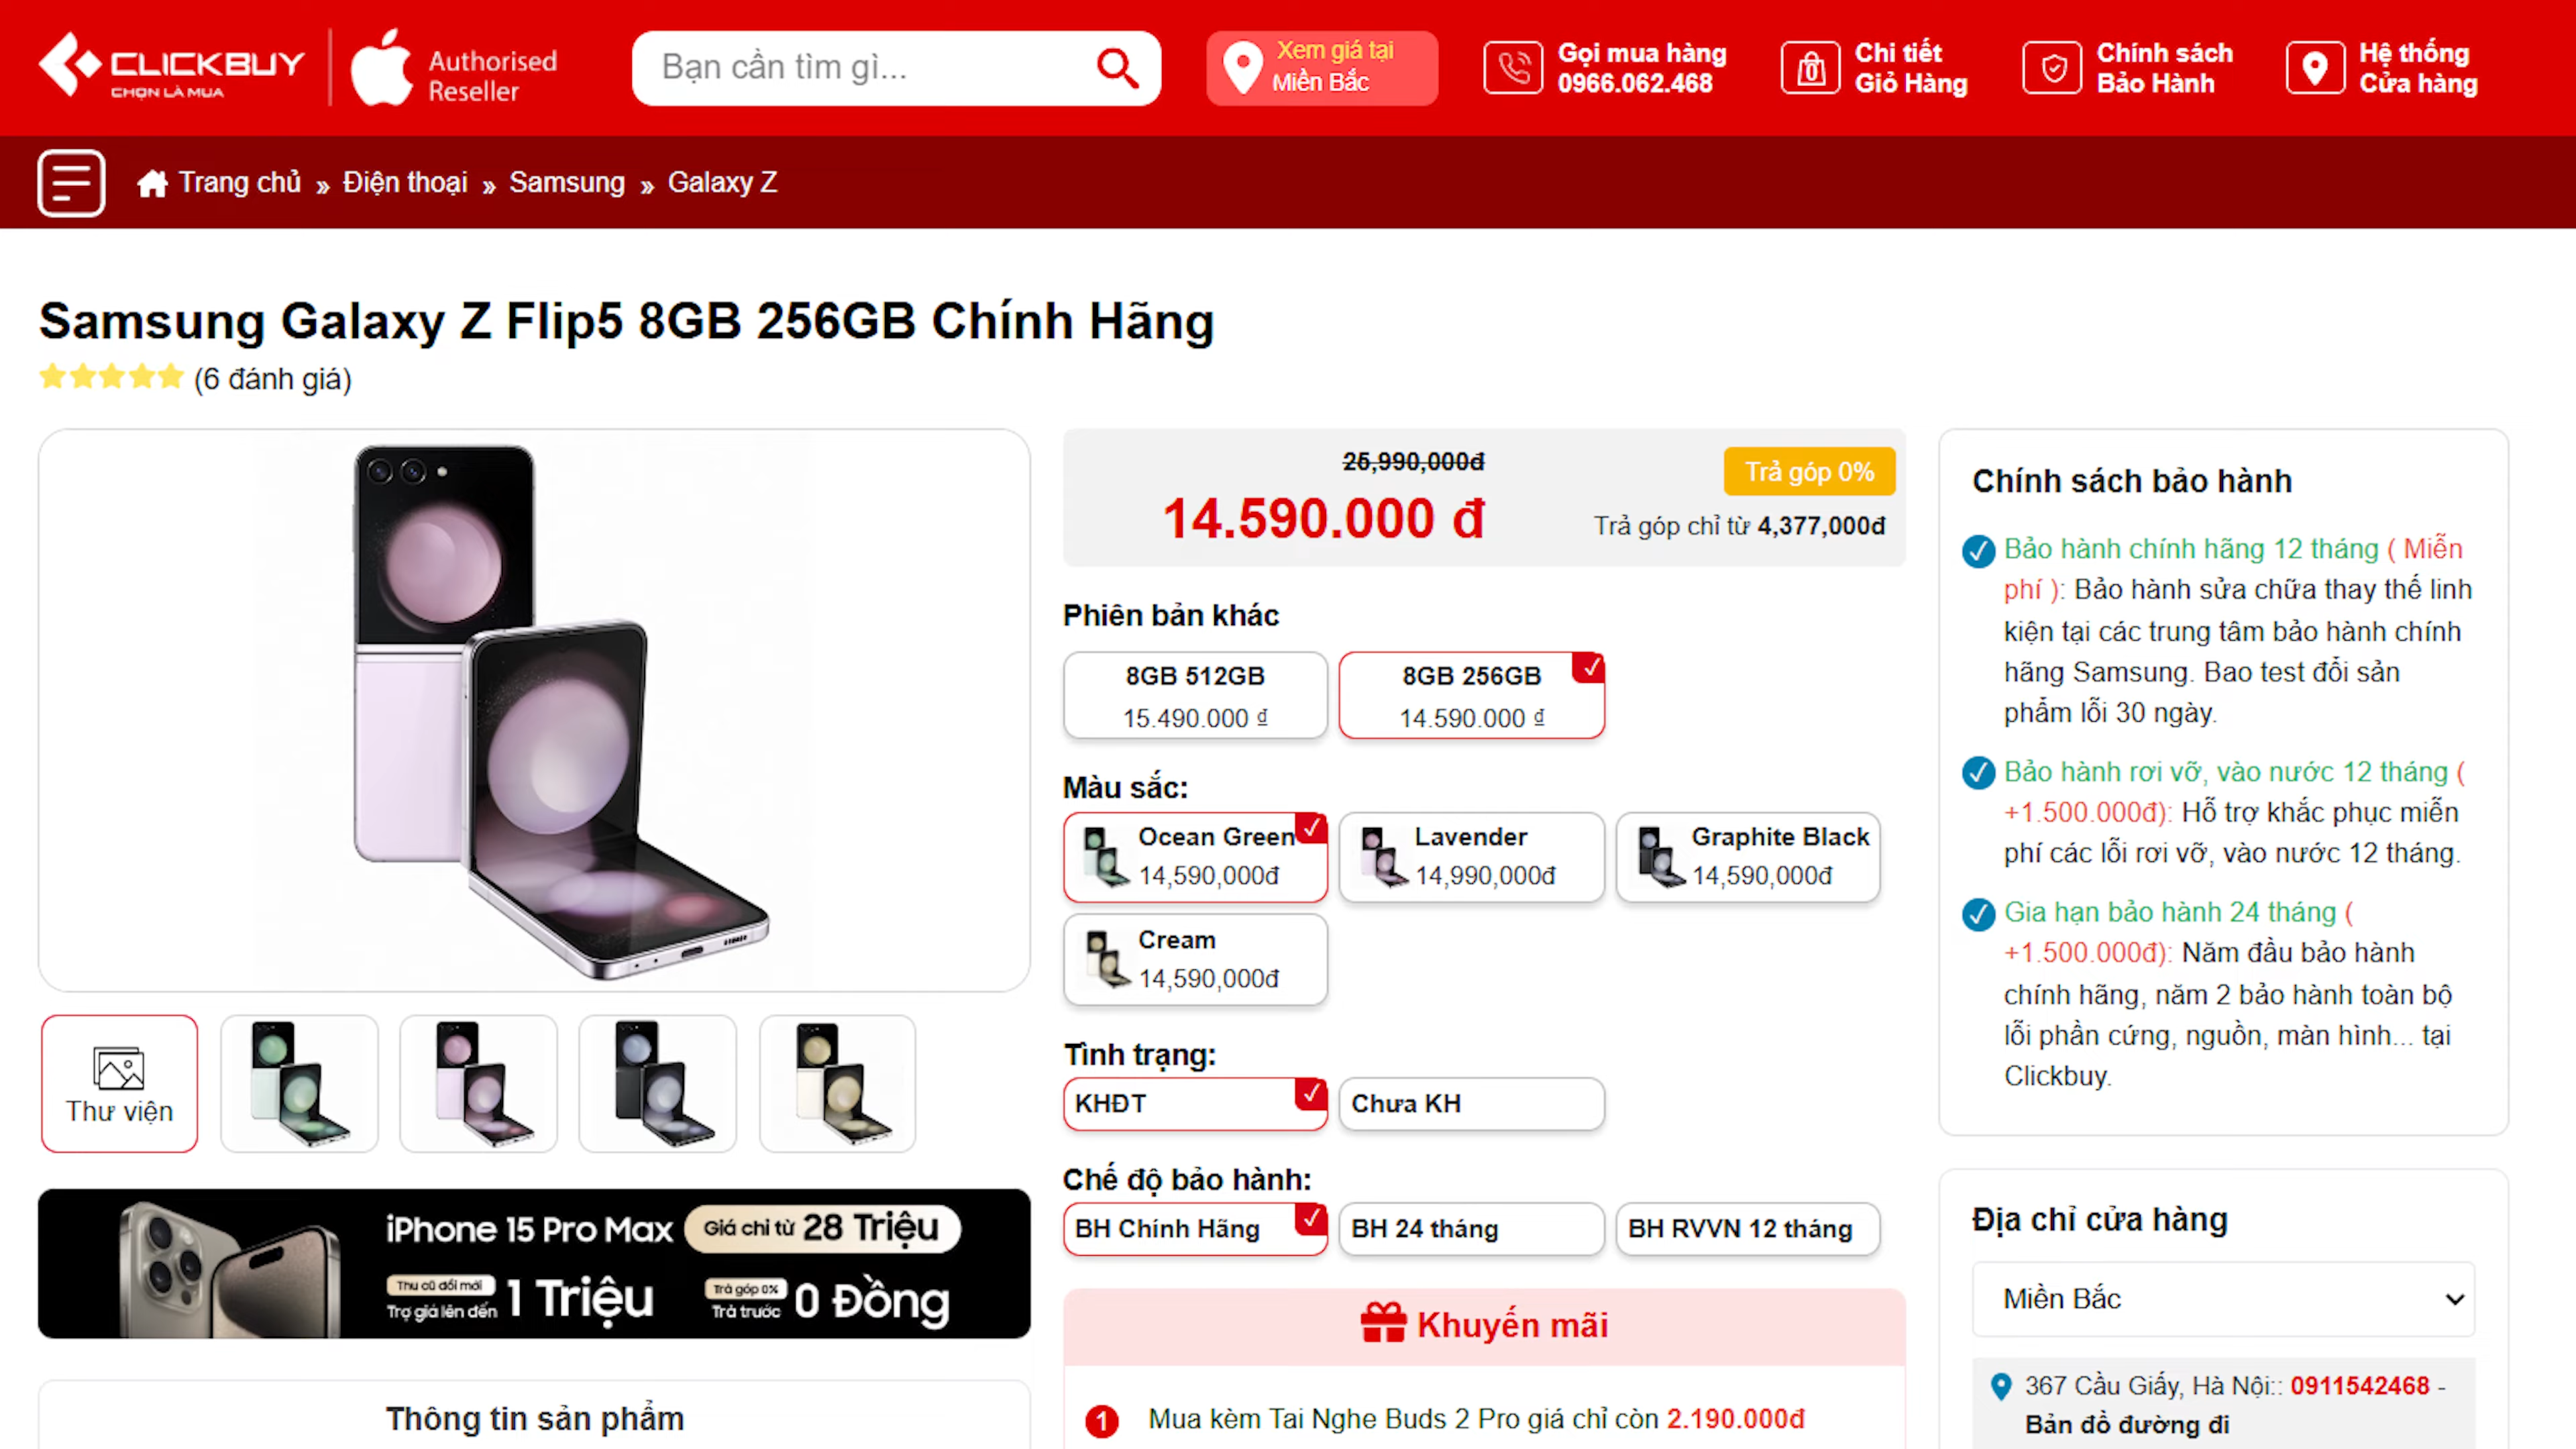 CLICKBUY
CHỌN LÀ MUA
Authorised
Reseller
Bạn cần tìm gì...
Xem giá tại
Miền Bắc
Gọi mua hàng
0966.062.468
0
Chi tiết
Giỏ Hàng
Chính sách
Bảo Hành
Hệ thống
Cửa hàng
Trang chủ » Điện thoại » Samsung » Galaxy Z
Samsung Galaxy Z Flip5 8GB 256GB Chính Hãng
(6 đánh giá)
25,990,000đ
14.590.000 đ
Trả góp 0%
Trả góp chỉ từ 4,377,000đ
Phiên bản khác
8GB 512GB
15.490.000 ₫
8GB 256GB
14.590.000 ₫
Màu sắc:
Ocean Green
14,590,000đ
Lavender
14,990,000đ
Graphite Black
14,590,000đ
Cream
14,590,000đ
Tình trạng:
KHĐT
Chưa KH
Chế độ bảo hành:
BH Chính Hãng
BH 24 tháng
BH RVVN 12 tháng
Khuyến mãi
1 Mua kèm Tai Nghe Buds 2 Pro giá chỉ còn 2.190.000đ
Thư viện
iPhone 15 Pro Max Giá chỉ từ 28 Triệu
Thu cũ đổi mới
Trợ giá lên đến 1 Triệu
Trả góp 0%
Trả trước 0 Đồng
Thông tin sản phẩm
Chính sách bảo hành
Bảo hành chính hãng 12 tháng ( Miễn
phí ): Bảo hành sửa chữa thay thế linh
kiện tại các trung tâm bảo hành chính
hãng Samsung. Bao test đổi sản
phẩm lỗi 30 ngày.
Bảo hành rơi vỡ, vào nước 12 tháng (
+1.500.000đ): Hỗ trợ khắc phục miễn
phí các lỗi rơi vỡ, vào nước 12 tháng.
Gia hạn bảo hành 24 tháng (
+1.500.000đ): Năm đầu bảo hành
chính hãng, năm 2 bảo hành toàn bộ
lỗi phần cứng, nguồn, màn hình... tại
Clickbuy.
Địa chỉ cửa hàng
Miền Bắc
367 Cầu Giấy, Hà Nội:: 0911542468 -
Bản đồ đường đi